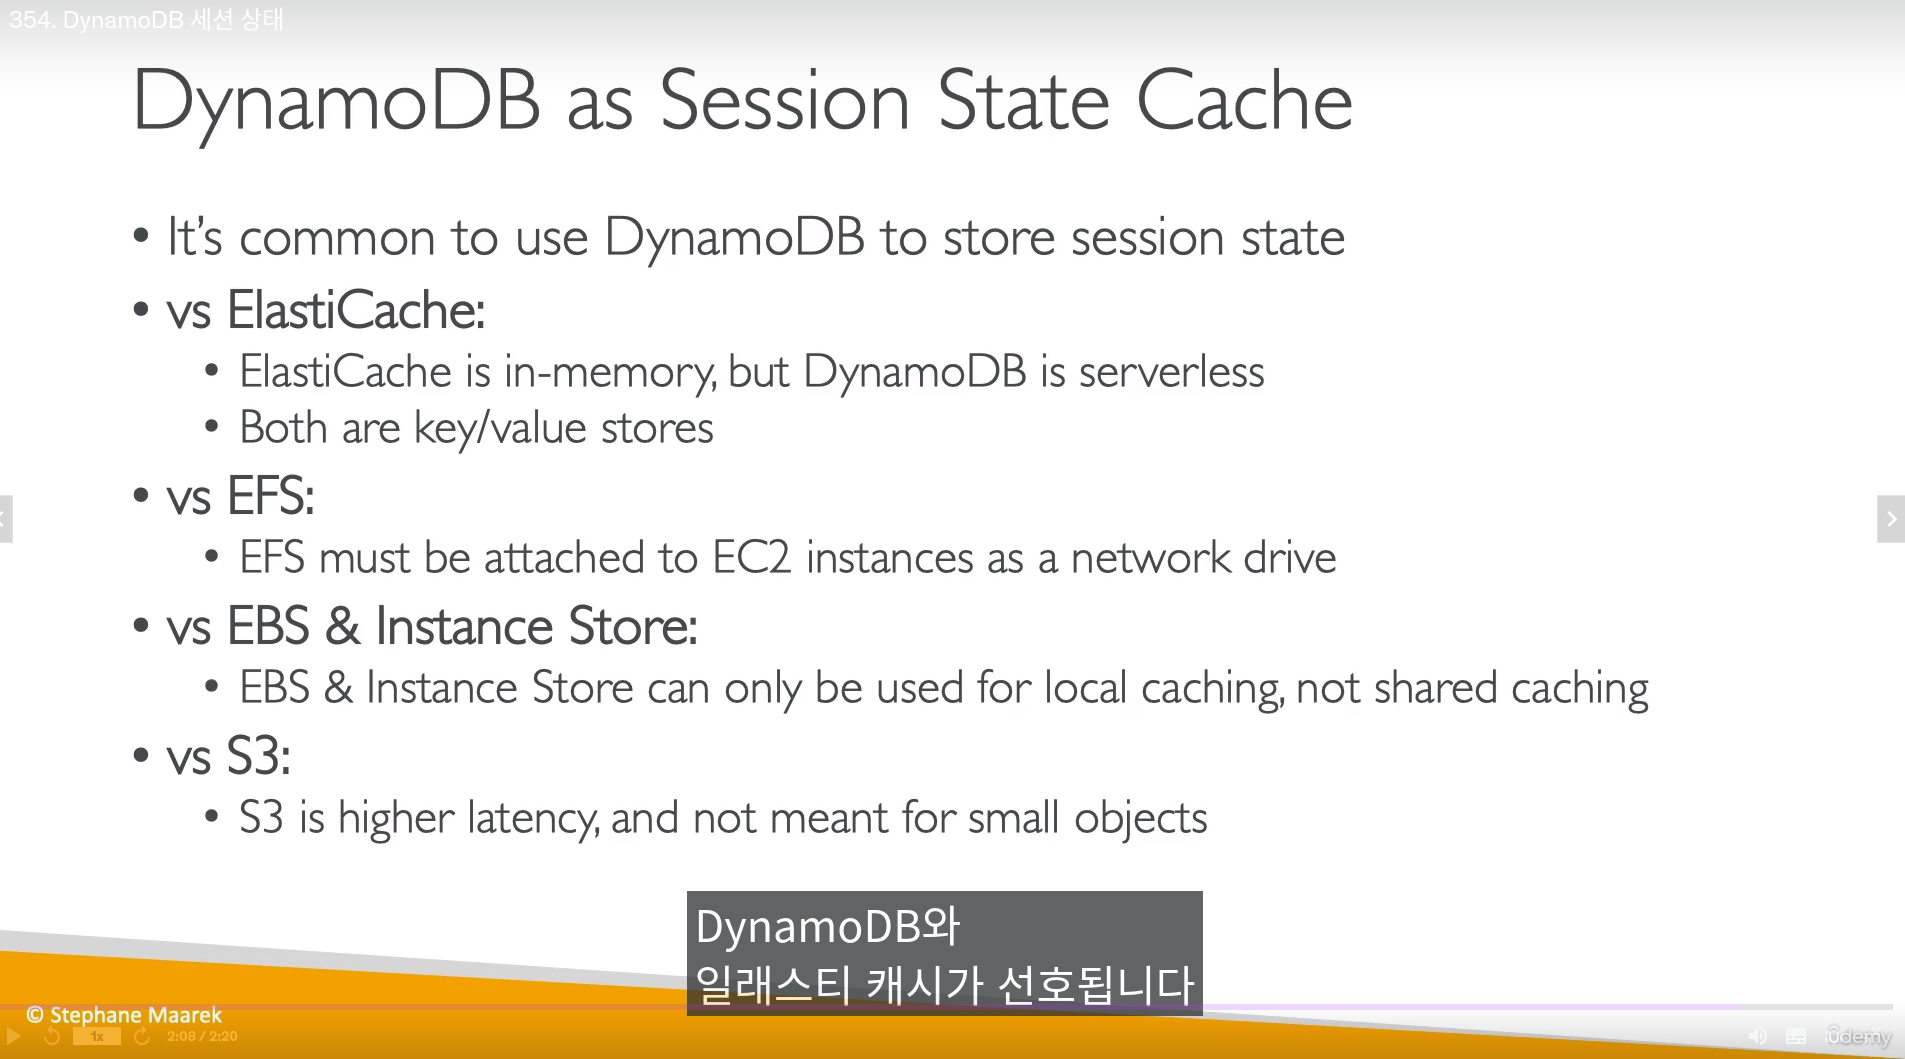 354. DynamoDB 세션 상태
DynamoDB as Session State Cache
• It's common to use DynamoDB to store session state
• vs ElastiCache:
• ElastiCache is in-memory, but DynamoDB is serverless
• Both are key/value stores
• vs EFS:
• EFS must be attached to EC2 instances as a network drive
• vs EBS & Instance Store:
• EBS & Instance Store can only be used for local caching, not shared caching
• vs S3:
• S3 is higher latency, and not meant for small objects
DynamoDB와
일래스티 캐시가 선호됩니다
© Stephane Maarek
1x
2:08 / 2:20
ûdemy